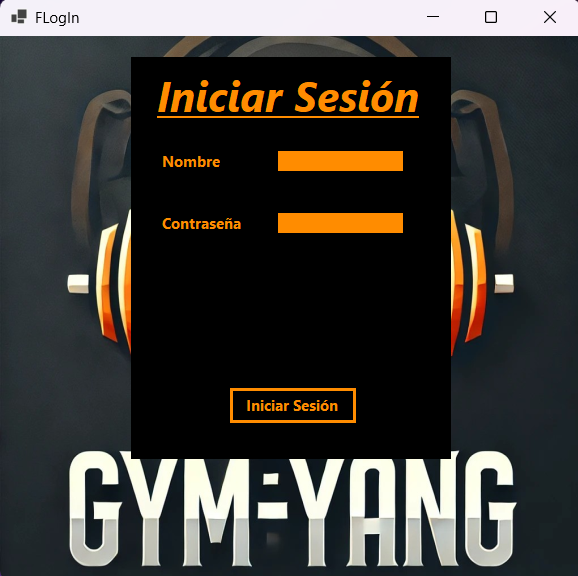 FLogIn
Iniciar Sesión
Nombre
Contraseña
Iniciar Sesión
GYM-YANG